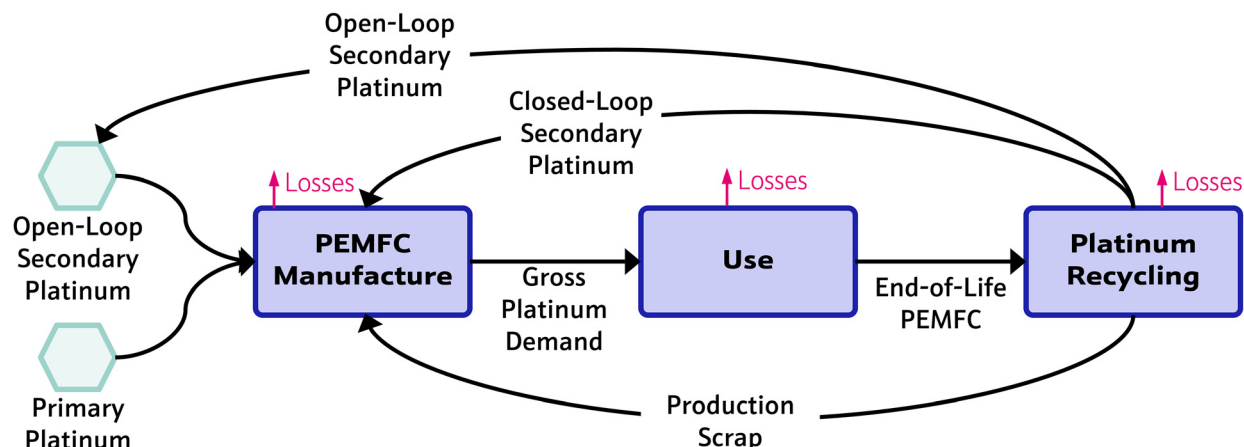 Open-Loop
Secondary
Platinum
Closed-Loop
Secondary
Platinum
Losses
Losses
Losses
Open-Loop
Secondary
Platinum
PEMFC
Manufacture
Gross
Platinum
Demand
Use
End-of-Life
PEMFC
Platinum
Recycling
Primary
Platinum
Production
Scrap